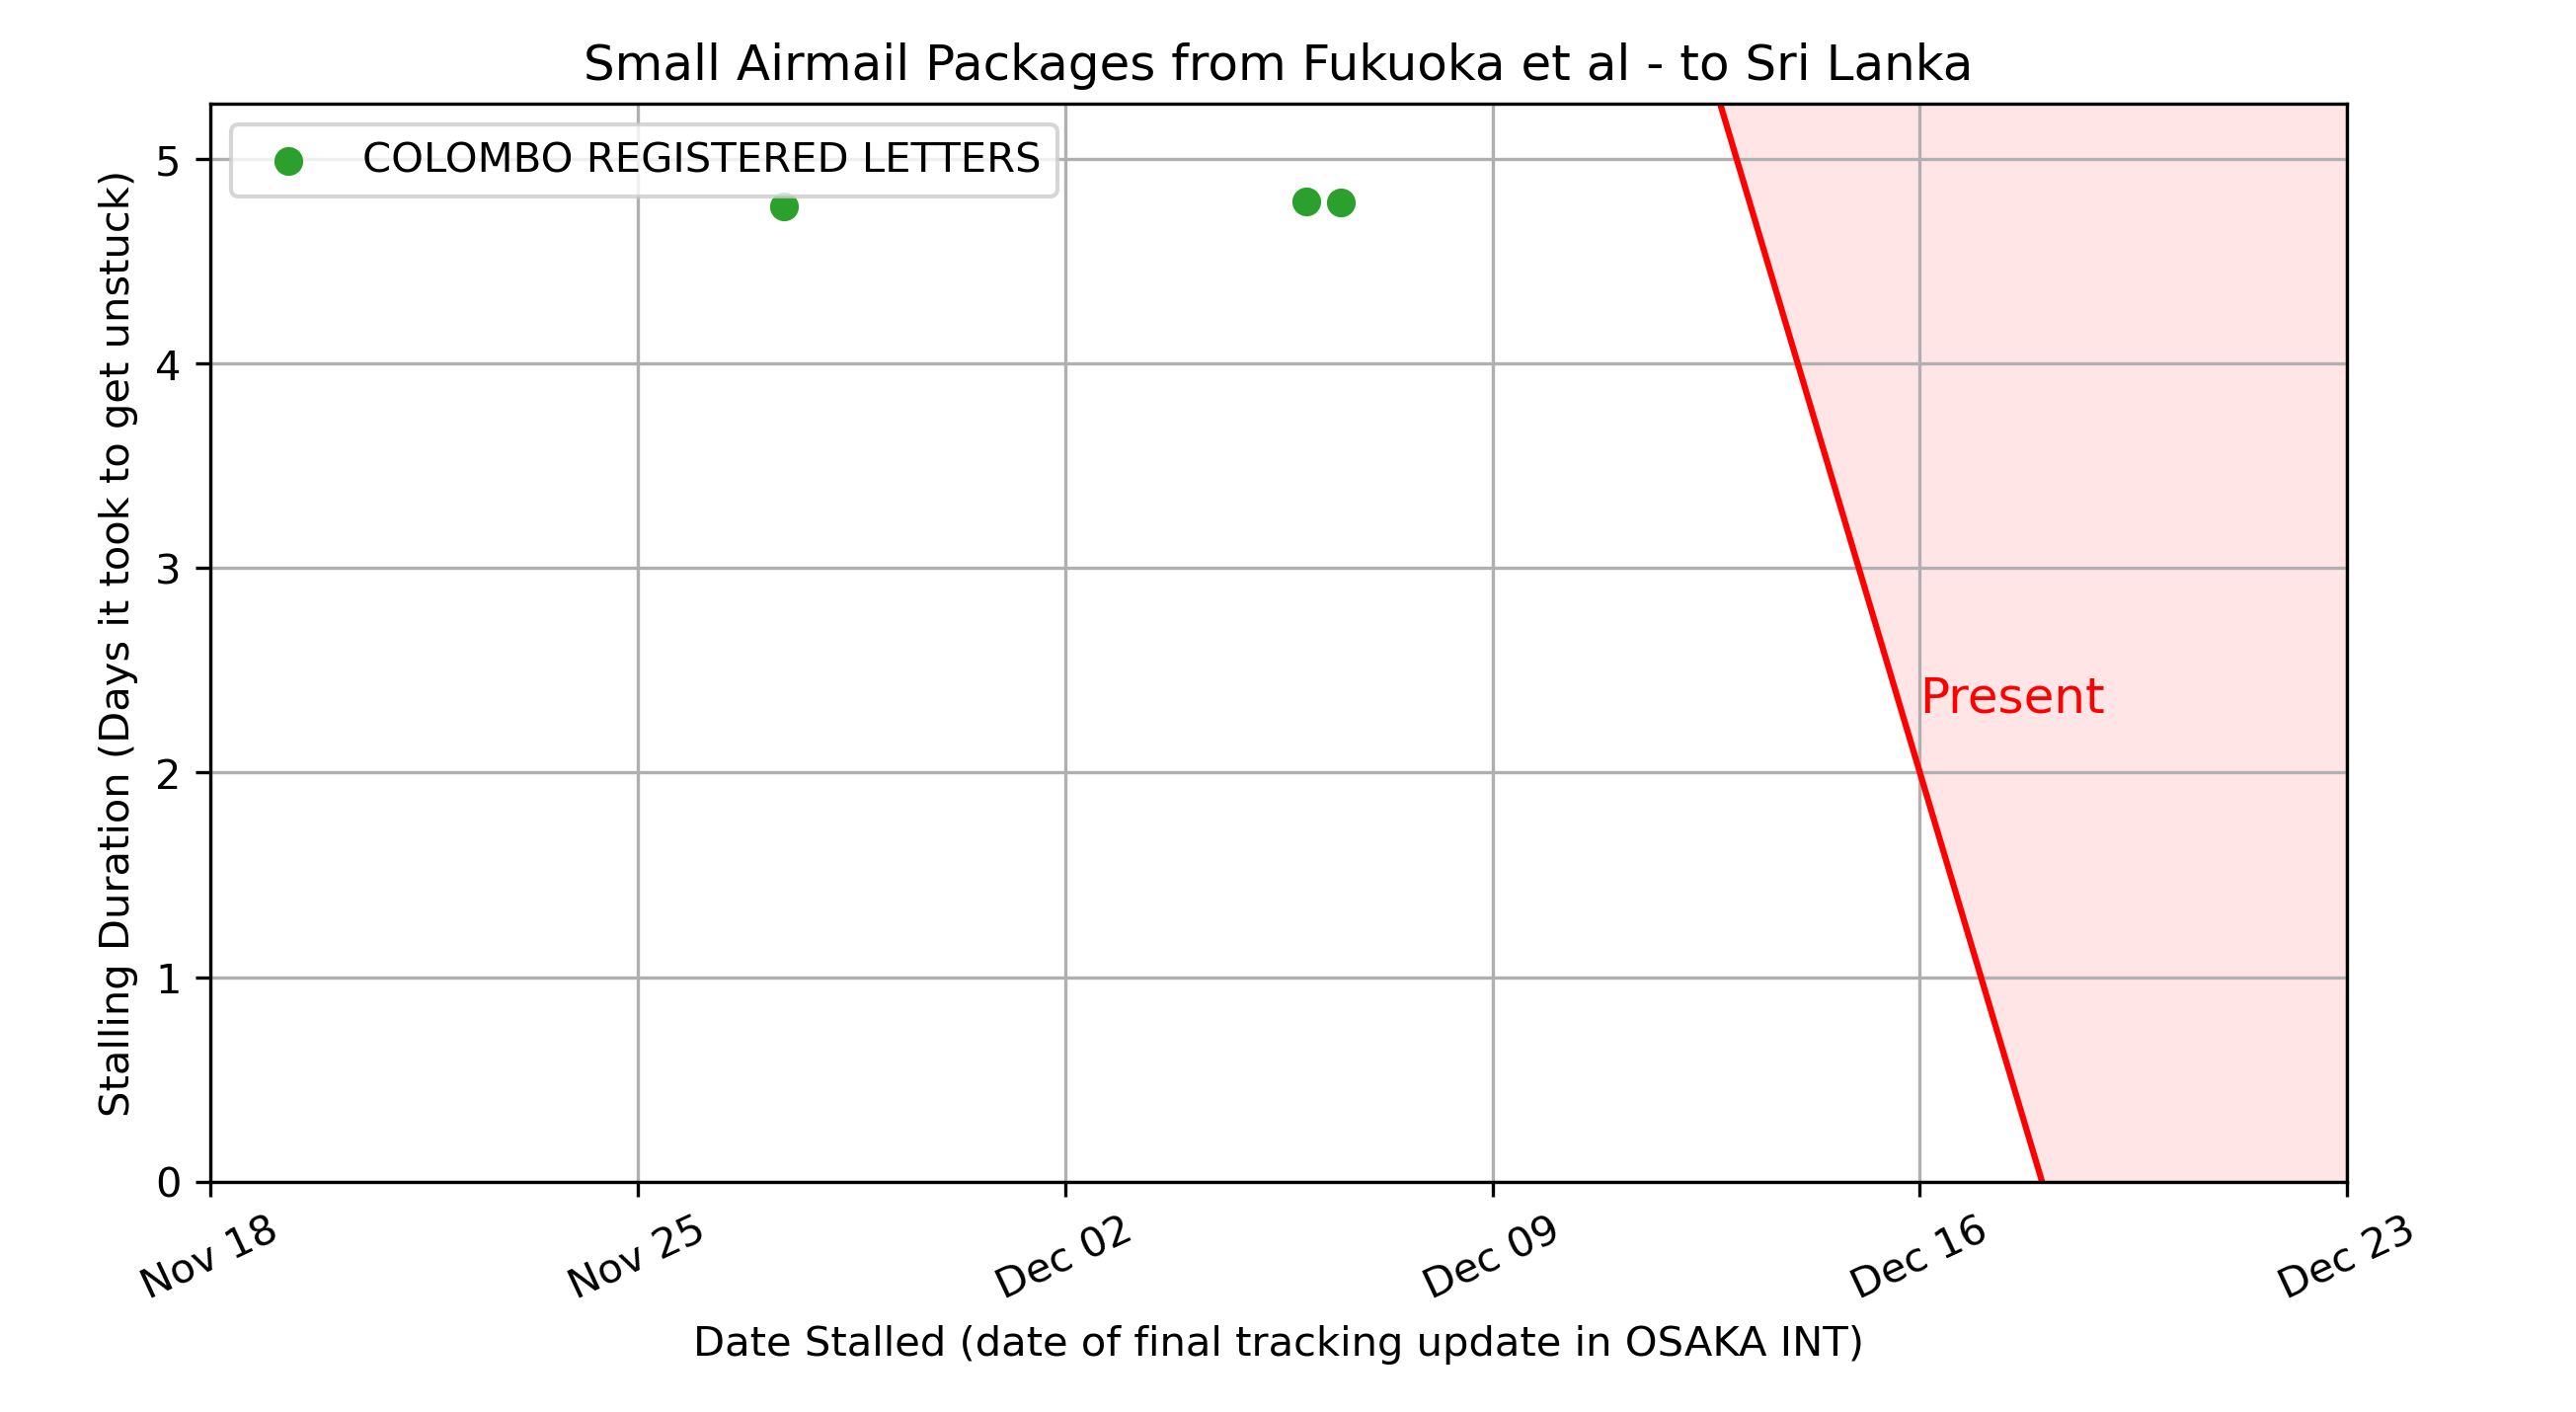 Small Airmail Packages from Fukuoka et al - to Sri Lanka
COLOMBO REGISTERED LETTERS
Stalling Duration (Days it took to get unstuck)
5
4
3
2
1
0
Present
Nov 18
Nov 25
Dec 02
Dec 09
Dec 16
Dec 23
Date Stalled (date of final tracking update in OSAKA INT)